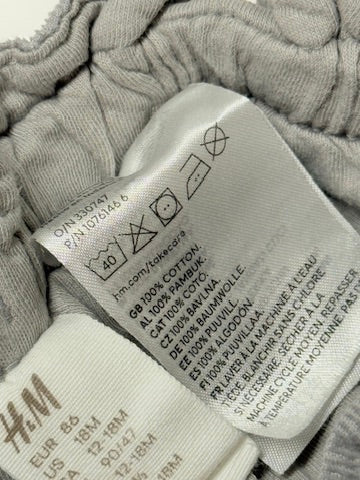 O/N 330747
P/N 1076146.6
40
hm.com/takecare
GB 100% COTTON.
AL 100% PAMBUK.
CAT 100% COTÓ.
CZ 100% BAVLNA.
DE 100% BAUMWOLLE.
EE 100% PUUVILL.
ES 100% ALGODÓN
FI 100% PUUVILLAA.
FR LAVER À LA MACHINE À L'EAU
TIÈDE BLANCHIR SANS CHLORE
SI NÉCESSAIRE, SÉCHER À LA
MACHINE CYCLE MOYEN. REPASSER
À TEMPÉRATURE MOYENNE. PAS
H&M
EUR 86
US 18M
12-18M
90/47
12-18M